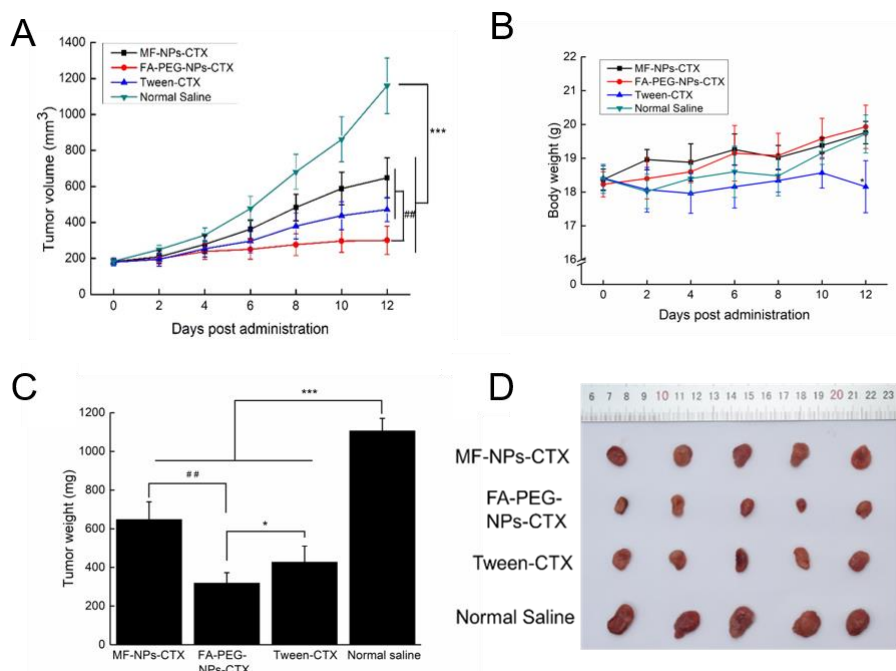 A
Tumor volume (mm3)
1400
1200
1000
800
600
400
200
0
MF-NPs-CTX
FA-PEG-NPs-CTX
Tween-CTX
Normal Saline
***
##
0 2 4 6 8 10 12
Days post administration
B
Body weight (g)
22
21
20
19
18
17
16
0
MF-NPs-CTX
FA-PEG-NPs-CTX
Tween-CTX
Normal Saline
*
0 2 4 6 8 10 12
Days post administration
C
Tumor weight (mg)
1200
1000
800
600
400
200
0
***
##
*
MF-NPs-CTX FA-PEG- Tween-CTX Normal saline
NPs-CTX
D
6 7 8 9 10 11 12 13 14 15 16 17 18 19 20 21 22 23
MF-NPs-CTX
FA-PEG-
NPs-CTX
Tween-CTX
Normal Saline